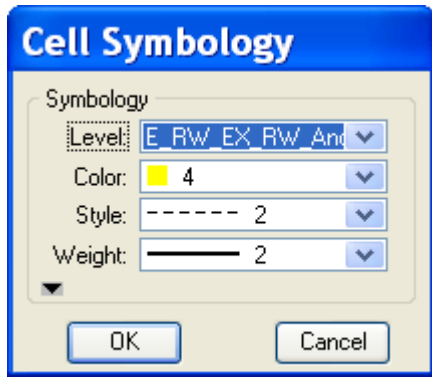 Cell Symbology
Symbology
Level: E_RW_EX_RW_And
Color: 4
Style: 2
Weight: 2
OK Cancel